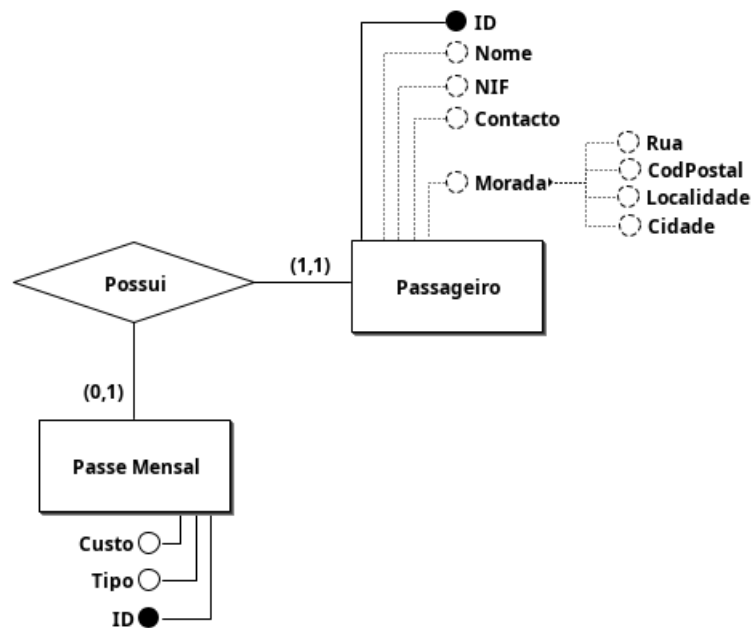 ID
Nome
NIF
Contacto
Morada
Rua
CodPostal
Localidade
Cidade
Possui
(1,1)
Passageiro
(0,1)
Passe Mensal
Custo
Tipo
ID